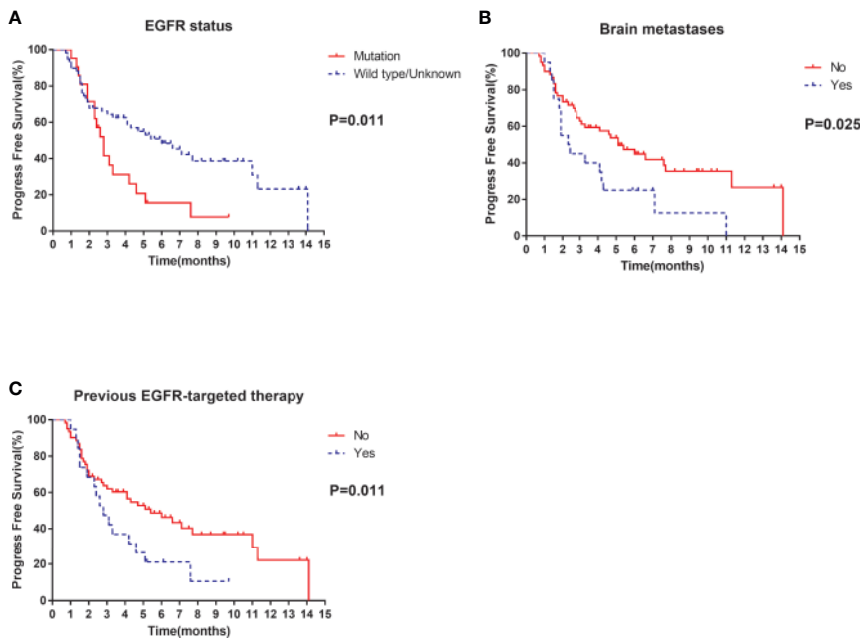 A
EGFR status
Progress Free Survival(%)
100
80
60
40
20
0
0 1 2 3 4 5 6 7 8 9 10 11 12 13 14 15
Time(months)
Mutation
Wild type/Unknown
P=0.011
B
Brain metastases
Progress Free Survival(%)
100
80
60
40
20
0
0 1 2 3 4 5 6 7 8 9 10 11 12 13 14 15
Time(months)
No
Yes
P=0.025
C
Previous EGFR-targeted therapy
Progress Free Survival(%)
100
80
60
40
20
0
0 1 2 3 4 5 6 7 8 9 10 11 12 13 14 15
Time(months)
No
Yes
P=0.011